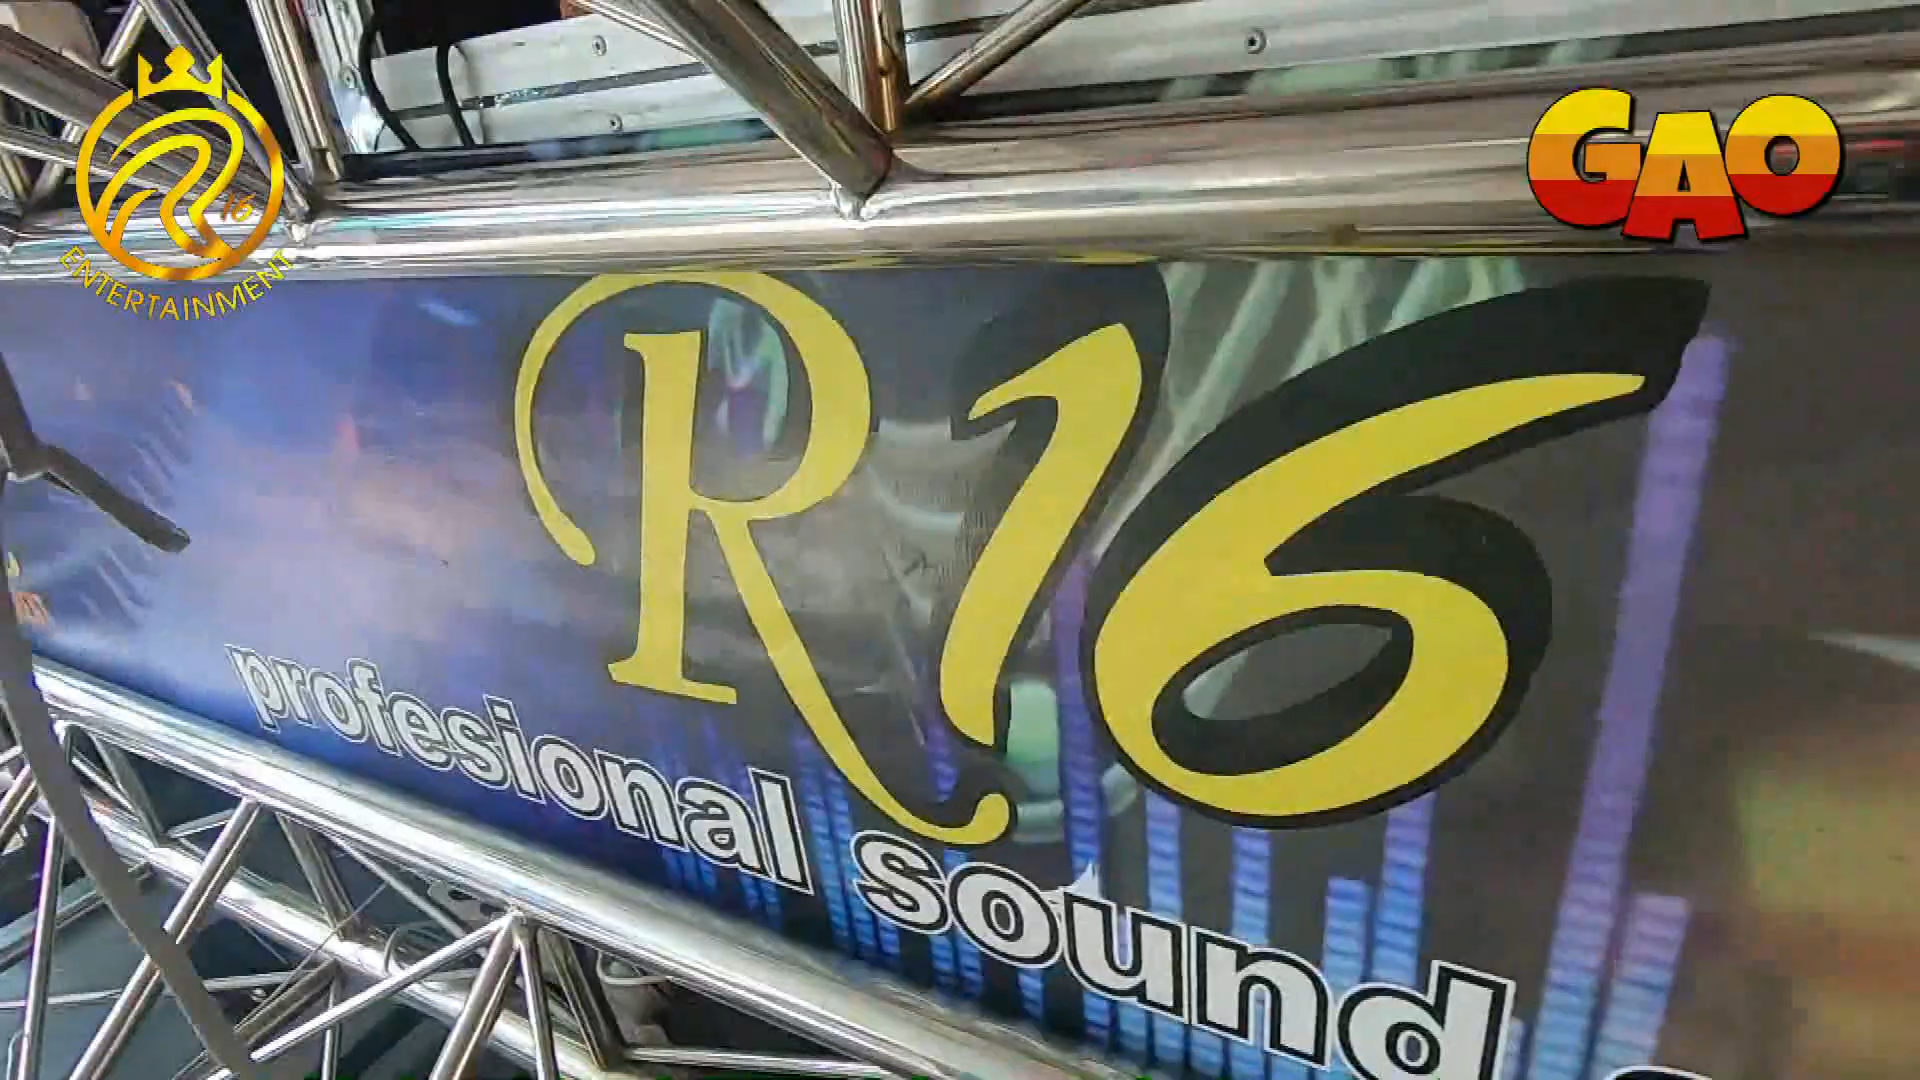 R16
ENTERTAINMENT
GAO
R16
profesional sound